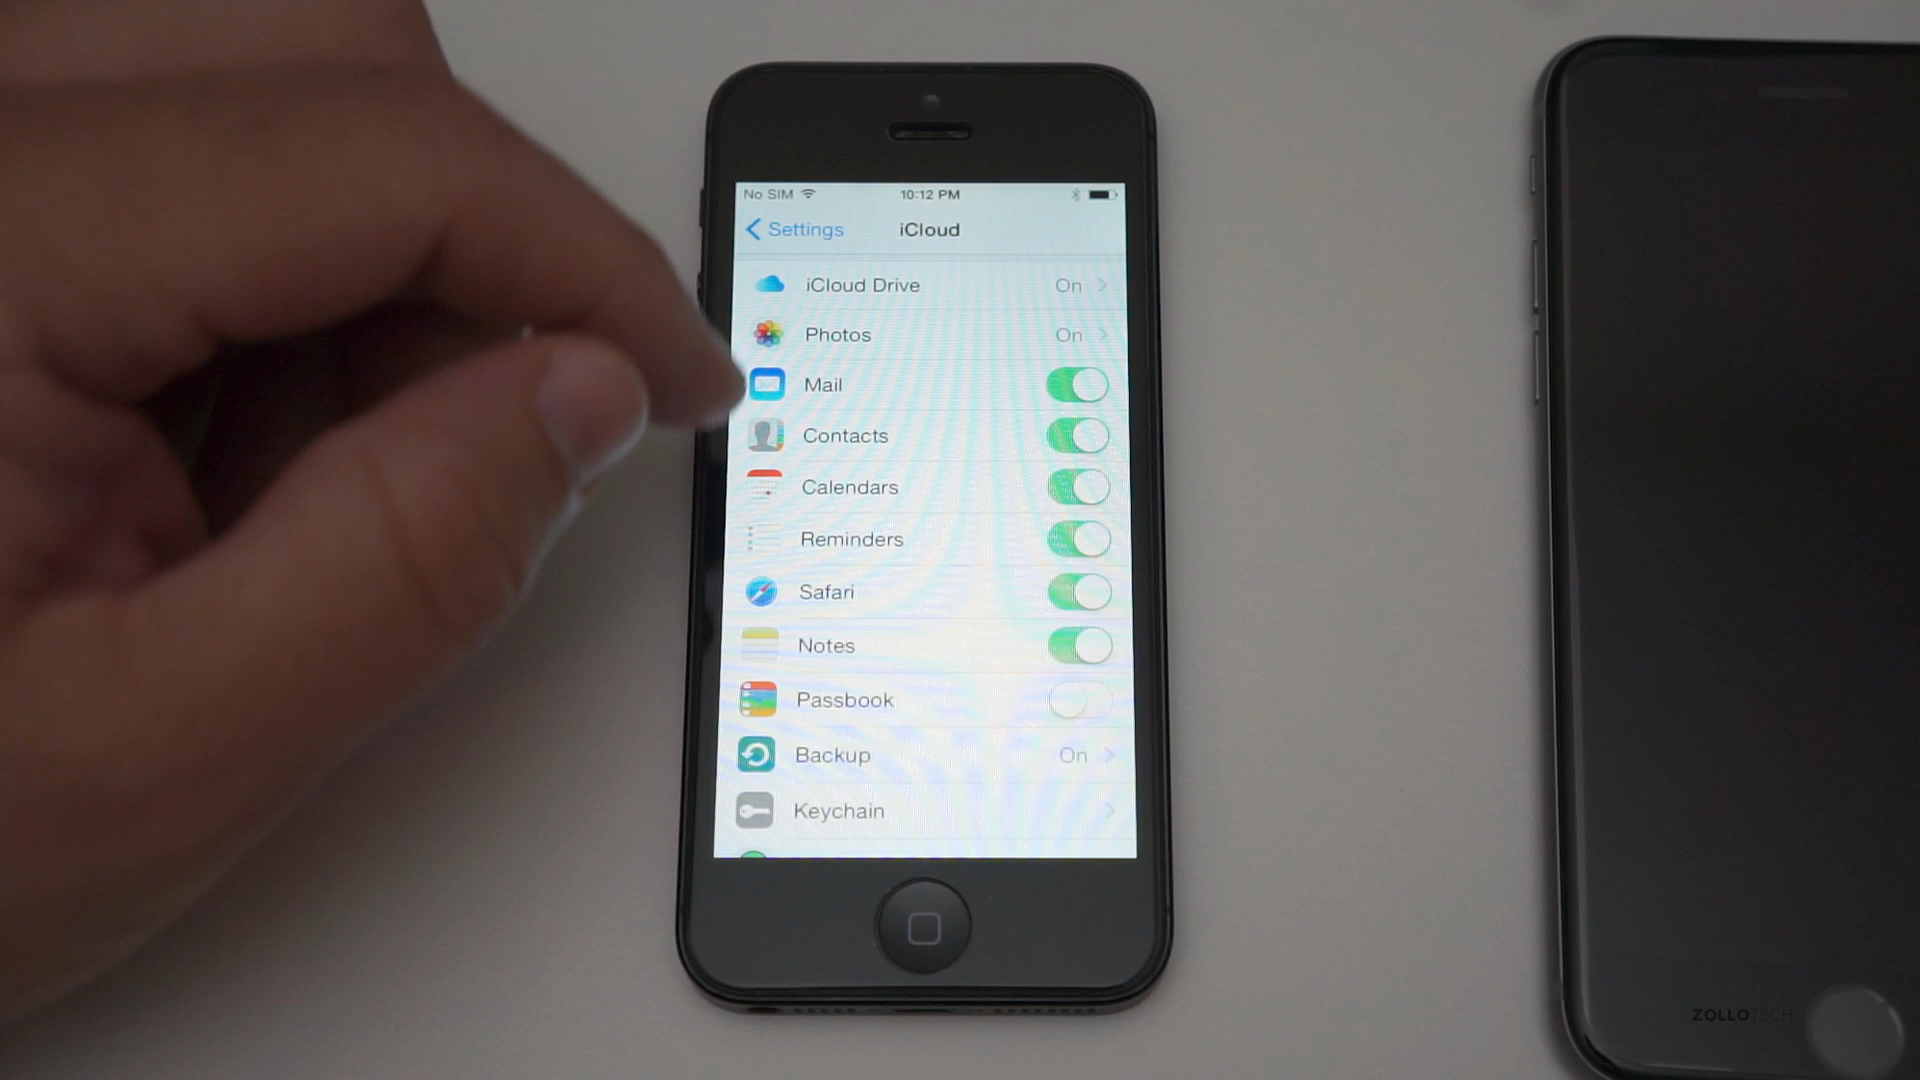 No SIM 10:12 PM
Settings iCloud
iCloud Drive On
Photos On
Mail
Contacts
Calendars
Reminders
Safari
Notes
Passbook
Backup On
Keychain
ZOLLOTECH